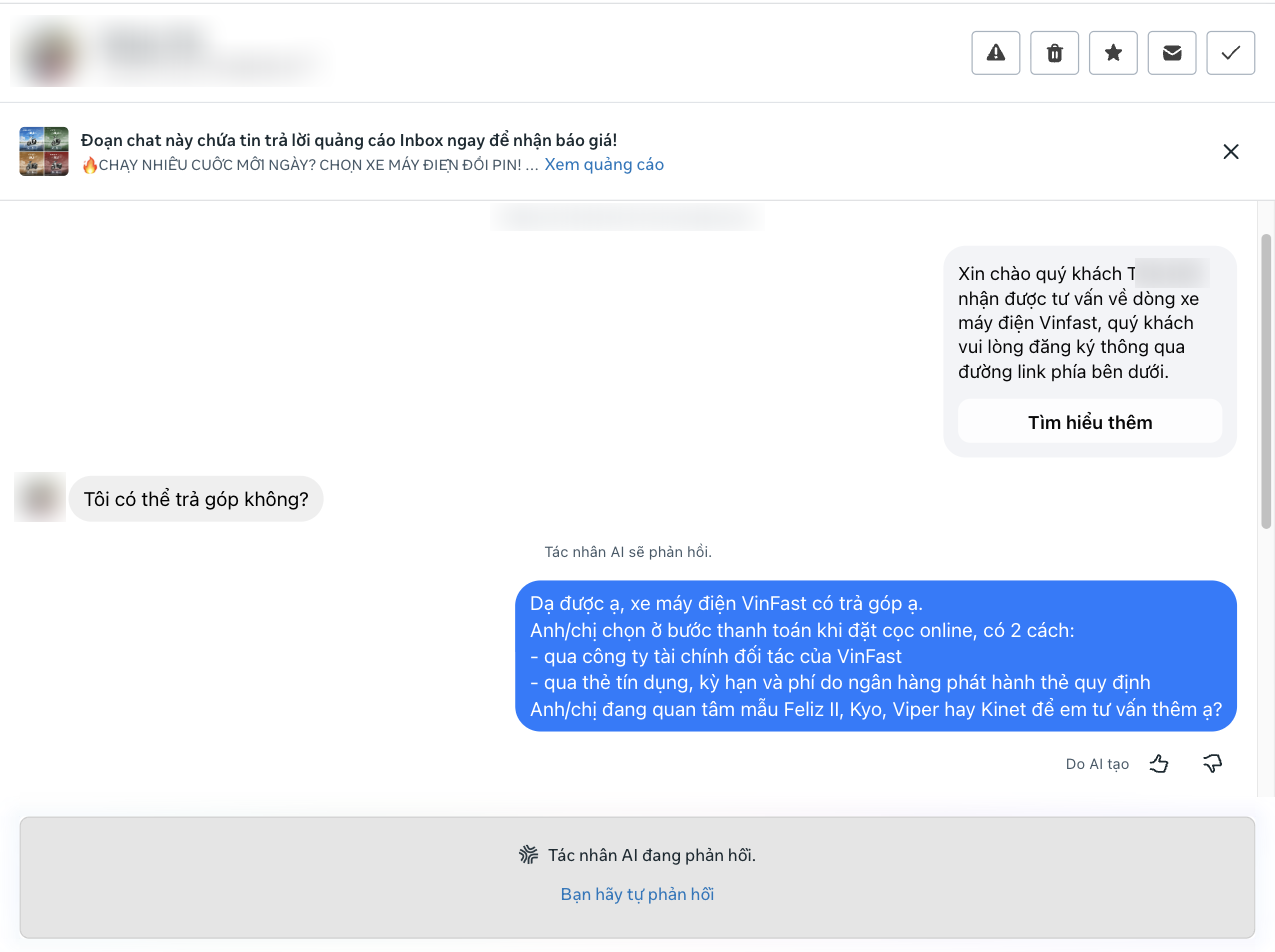 Đoạn chat này chứa tin trả lời quảng cáo Inbox ngay để nhận báo giá!
🔥CHẠY NHIỀU CUỐC MỖI NGÀY? CHỌN XE MÁY ĐIỆN ĐỔI PIN! ... Xem quảng cáo
Xin chào quý khách T
nhận được tư vấn về dòng xe
máy điện Vinfast, quý khách
vui lòng đăng ký thông qua
đường link phía bên dưới.
Tìm hiểu thêm
Tôi có thể trả góp không?
Tác nhân AI sẽ phản hồi.
Dạ được ạ, xe máy điện VinFast có trả góp ạ.
Anh/chị chọn ở bước thanh toán khi đặt cọc online, có 2 cách:
- qua công ty tài chính đối tác của VinFast
- qua thẻ tín dụng, kỳ hạn và phí do ngân hàng phát hành thẻ quy định
Anh/chị đang quan tâm mẫu Feliz II, Kyo, Viper hay Kinet để em tư vấn thêm ạ?
Do AI tạo
Tác nhân AI đang phản hồi.
Bạn hãy tự phản hồi